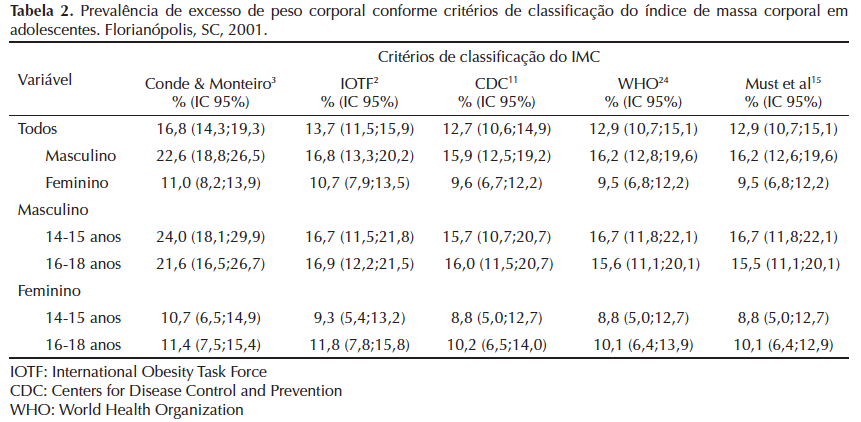 Tabela 2. Prevalência de excesso de peso corporal conforme critérios de classificação do índice de massa corporal em
adolescentes. Florianópolis, SC, 2001.
Critérios de classificação do IMC
Variável Conde & Monteiro³ IOTF² CDC¹¹ WHO²⁴ Must et al¹⁵
% (IC 95%) % (IC 95%) % (IC 95%) % (IC 95%) % (IC 95%)
Todos 16,8 (14,3;19,3) 13,7 (11,5;15,9) 12,7 (10,6;14,9) 12,9 (10,7;15,1) 12,9 (10,7;15,1)
Masculino 22,6 (18,8;26,5) 16,8 (13,3;20,2) 15,9 (12,5;19,2) 16,2 (12,8;19,6) 16,2 (12,6;19,6)
Feminino 11,0 (8,2;13,9) 10,7 (7,9;13,5) 9,6 (6,7;12,2) 9,5 (6,8;12,2) 9,5 (6,8;12,2)
Masculino
14-15 anos 24,0 (18,1;29,9) 16,7 (11,5;21,8) 15,7 (10,7;20,7) 16,7 (11,8;22,1) 16,7 (11,8;22,1)
16-18 anos 21,6 (16,5;26,7) 16,9 (12,2;21,5) 16,0 (11,5;20,7) 15,6 (11,1;20,1) 15,5 (11,1;20,1)
Feminino
14-15 anos 10,7 (6,5;14,9) 9,3 (5,4;13,2) 8,8 (5,0;12,7) 8,8 (5,0;12,7) 8,8 (5,0;12,7)
16-18 anos 11,4 (7,5;15,4) 11,8 (7,8;15,8) 10,2 (6,5;14,0) 10,1 (6,4;13,9) 10,1 (6,4;12,9)
IOTF: International Obesity Task Force
CDC: Centers for Disease Control and Prevention
WHO: World Health Organization